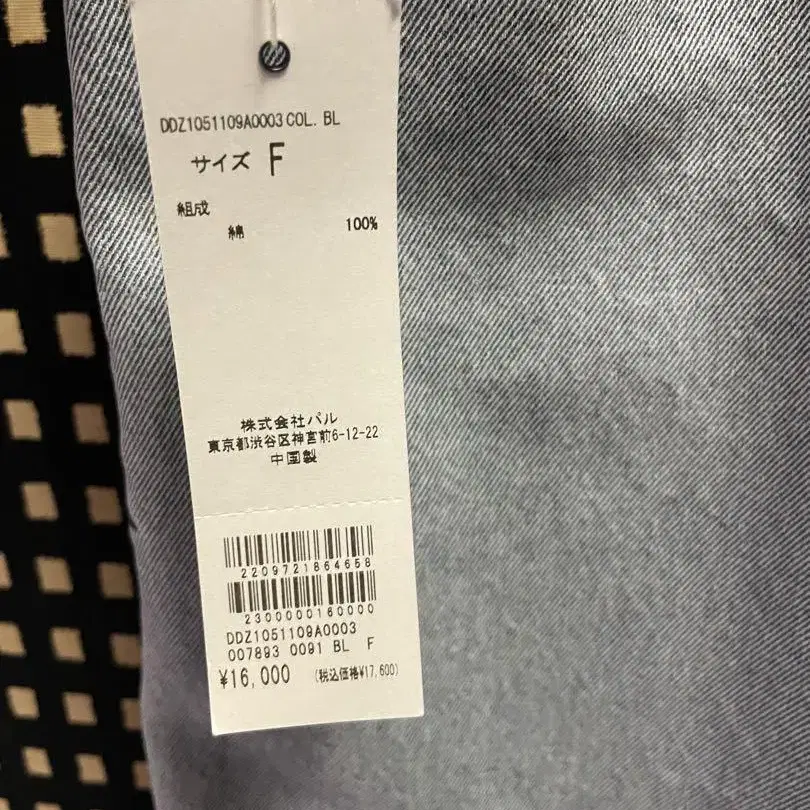 DDZ1051109A0003 COL. BL
サイズ F
組成
綿 100%
株式会社パル
東京都渋谷区神宮前6-12-22
中国製
2209721864658
2300000160000
DDZ1051109A0003
007893 0091 BL F
¥16,000 (税込価格¥17,600)